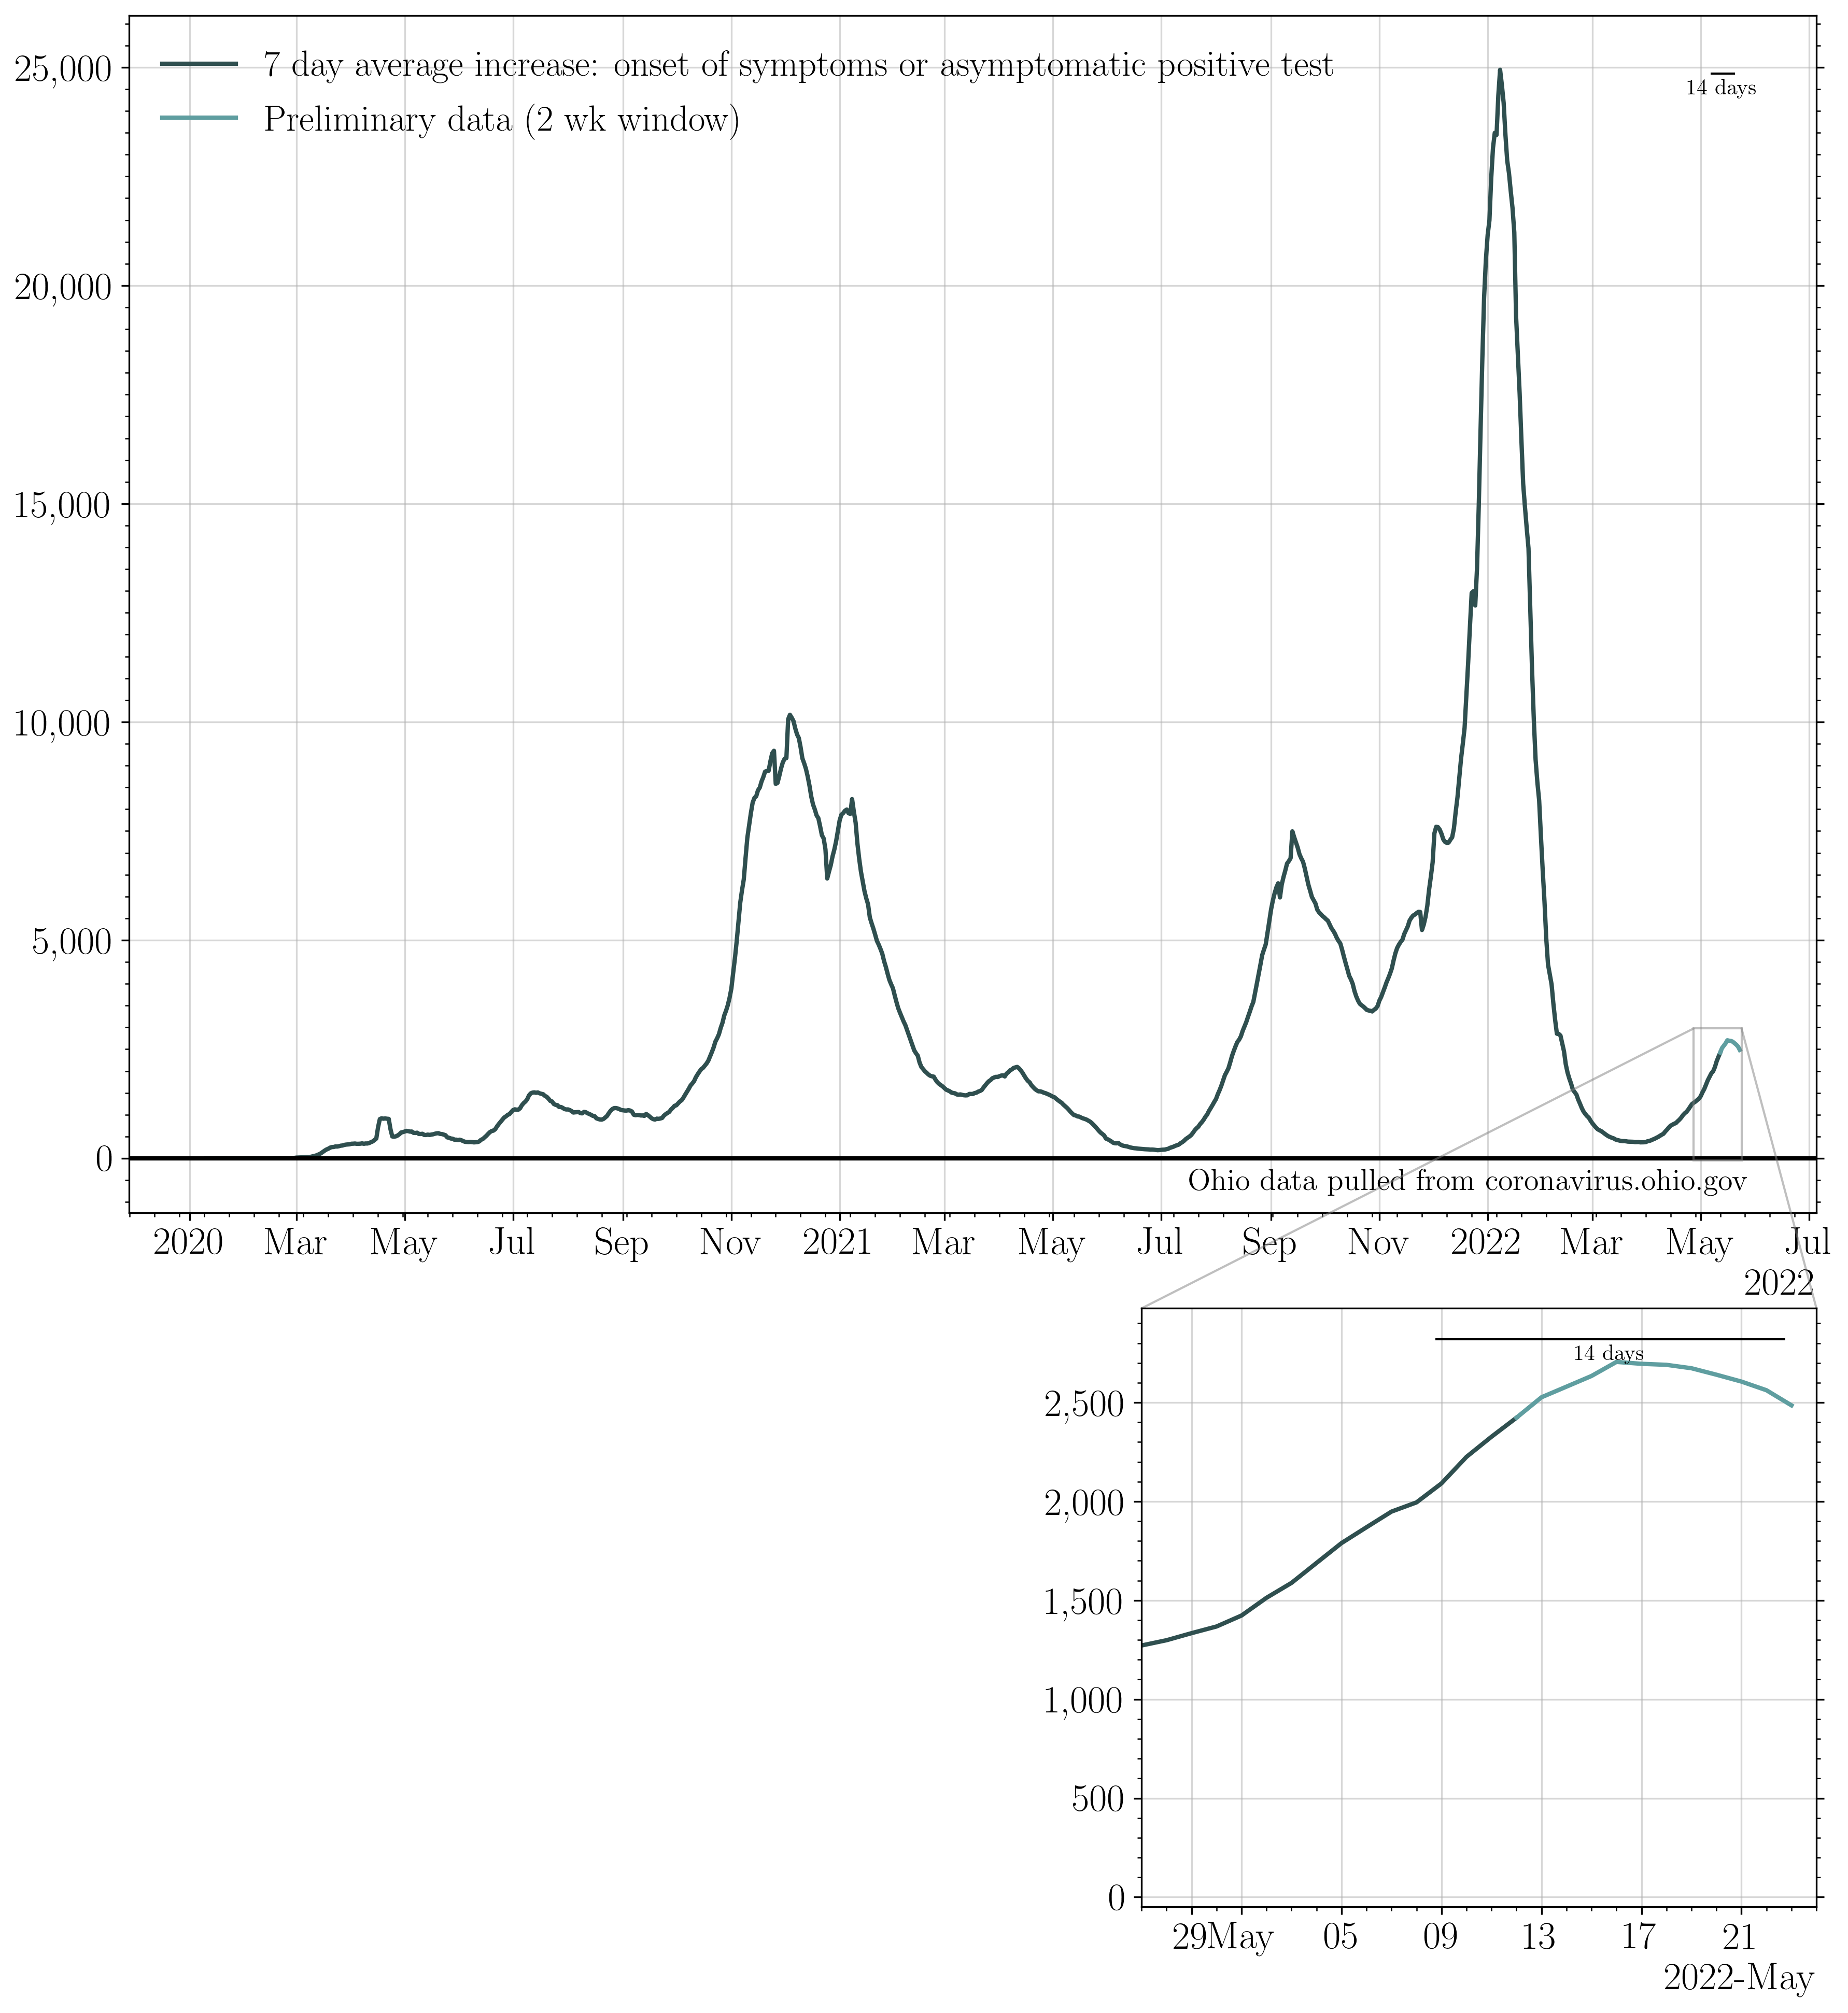 7 day average increase: onset of symptoms or asymptomatic positive test
Preliminary data (2 wk window)
14 days
25,000
20,000
15,000
10,000
5,000
0
Ohio data pulled from coronavirus.ohio.gov
2020 Mar May Jul Sep Nov 2021 Mar May Jul Sep Nov 2022 Mar May Jul
2022
14 days
2,500
2,000
1,500
1,000
500
0
29 May 05 09 13 17 21
2022-May